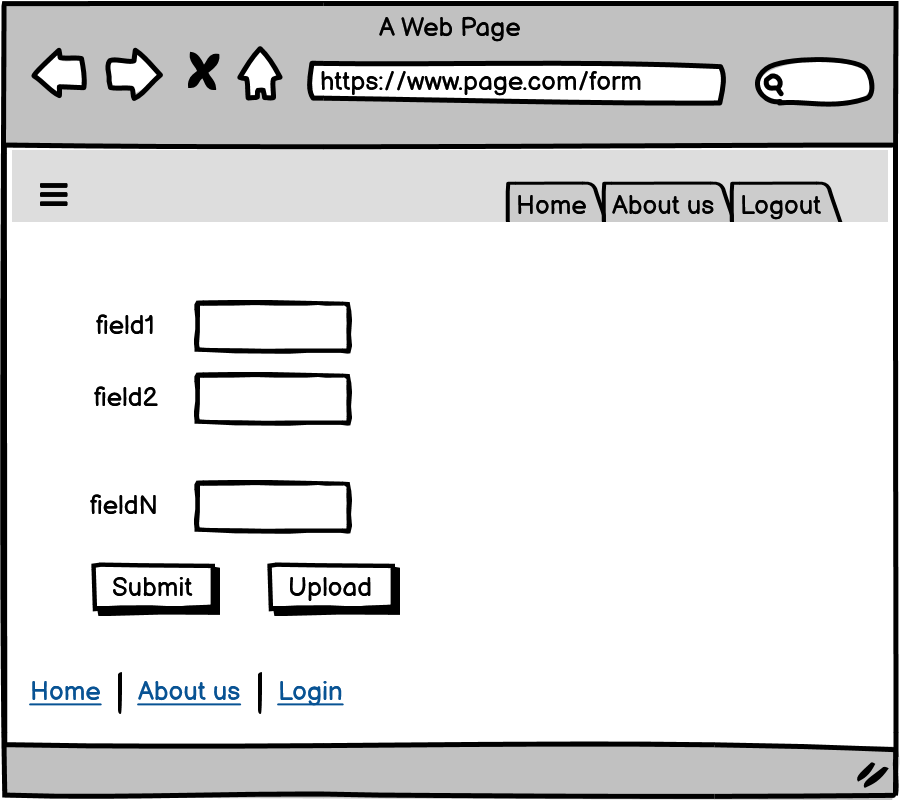 A Web Page
https://www.page.com/form
Home About us Logout
field1
field2
fieldN
Submit Upload
Home About us Login